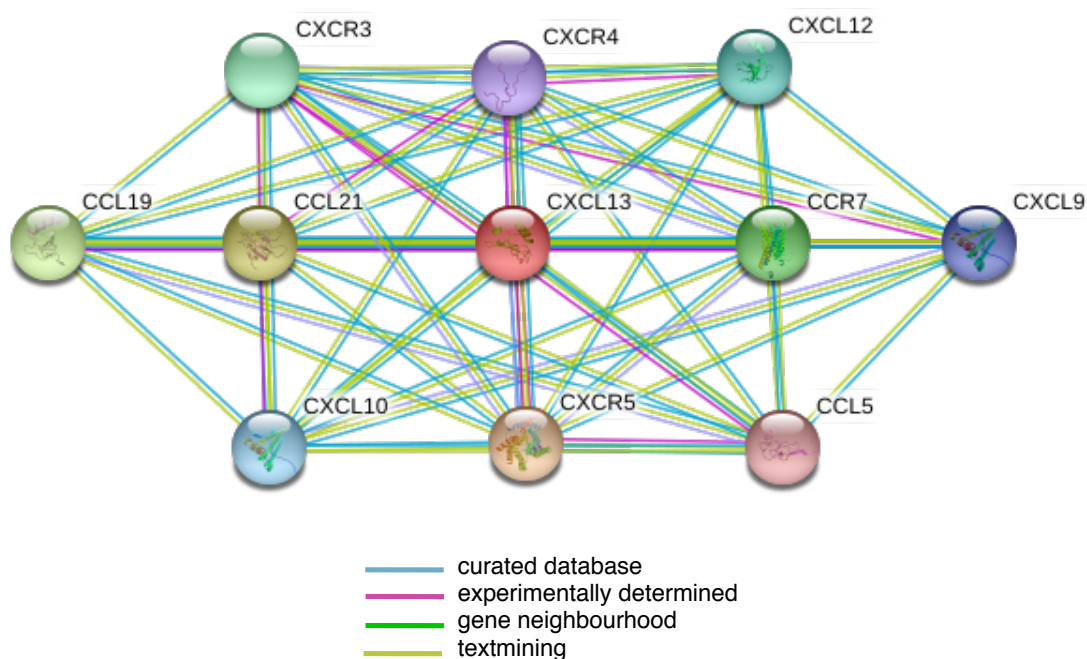 CXCR3
CXCR4
CXCL12
CCL19
CCL21
CXCL13
CCR7
CXCL9
CXCL10
CXCR5
CCL5
curated database
experimentally determined
gene neighbourhood
textmining